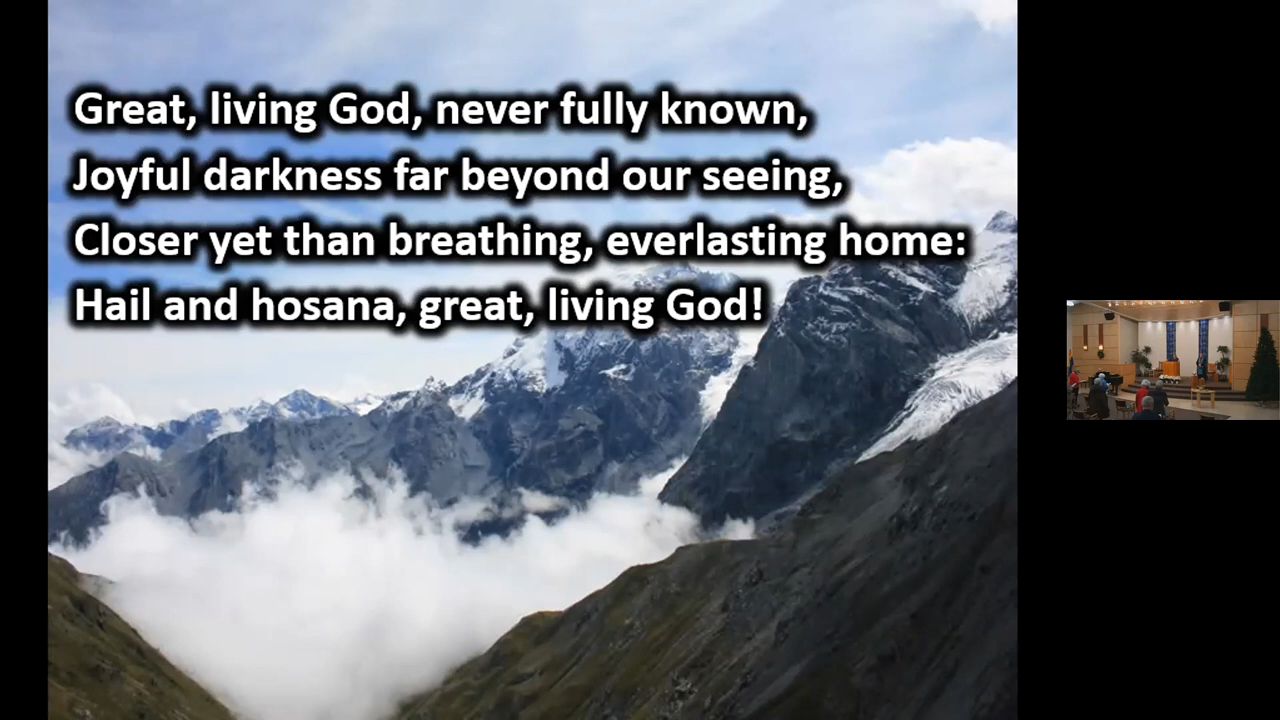 Great, living God, never fully known,
Joyful darkness far beyond our seeing,
Closer yet than breathing, everlasting home:
Hail and hosana, great, living God!